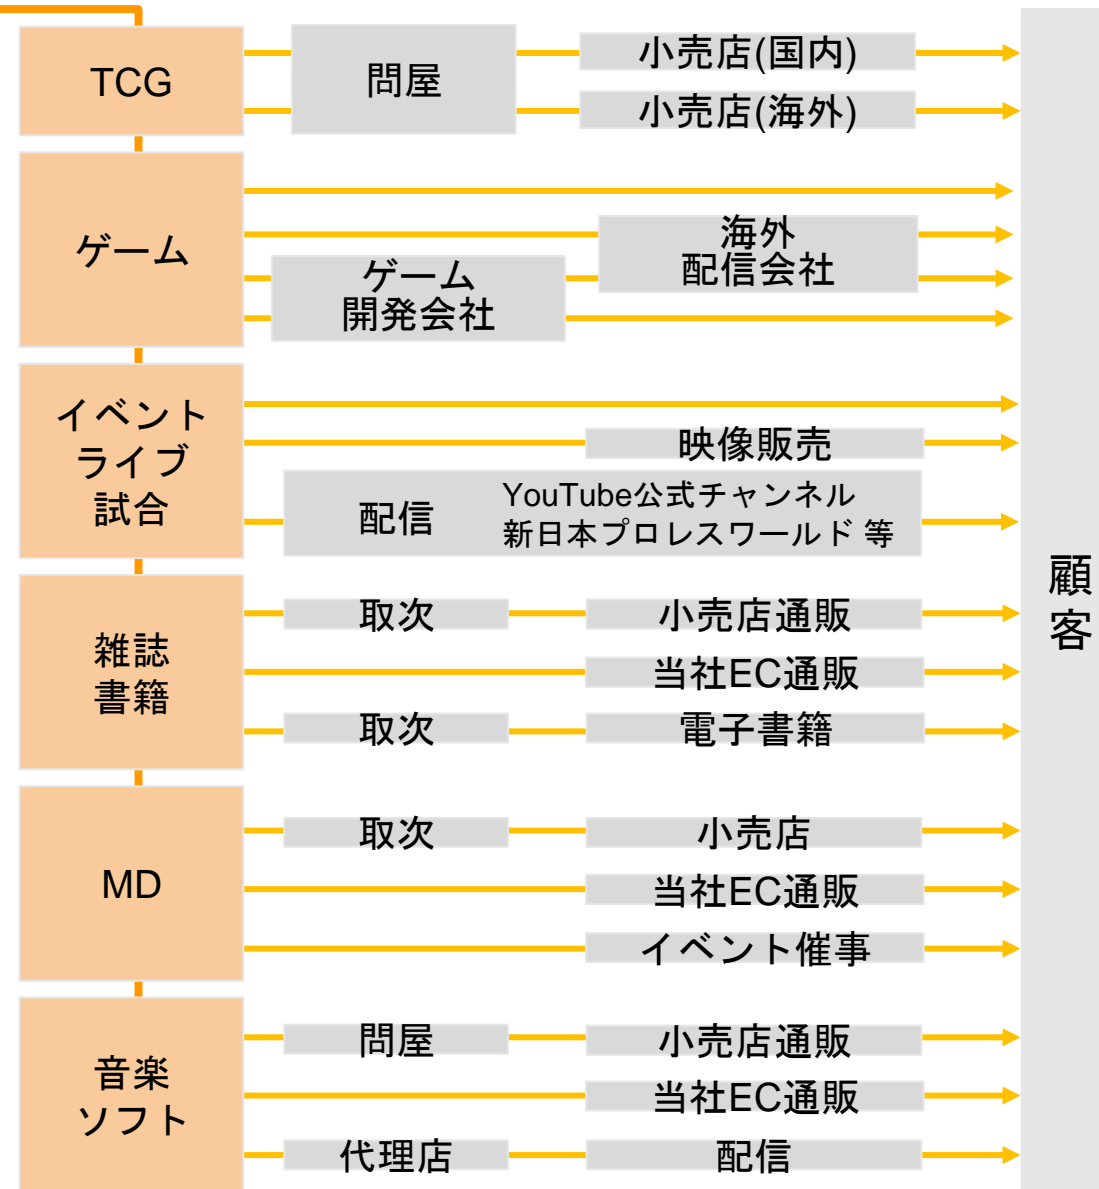 TCG
問屋
小売店(国内)
小売店(海外)
ゲーム
海外
配信会社
ゲーム
開発会社
イベント
ライブ
試合
映像販売
配信
YouTube公式チャンネル
新日本プロレスワールド 等
雑誌
書籍
取次
小売店通販
当社EC通販
取次
電子書籍
MD
取次
小売店
当社EC通販
イベント催事
音楽
ソフト
問屋
小売店通販
当社EC通販
代理店
配信
顧
客